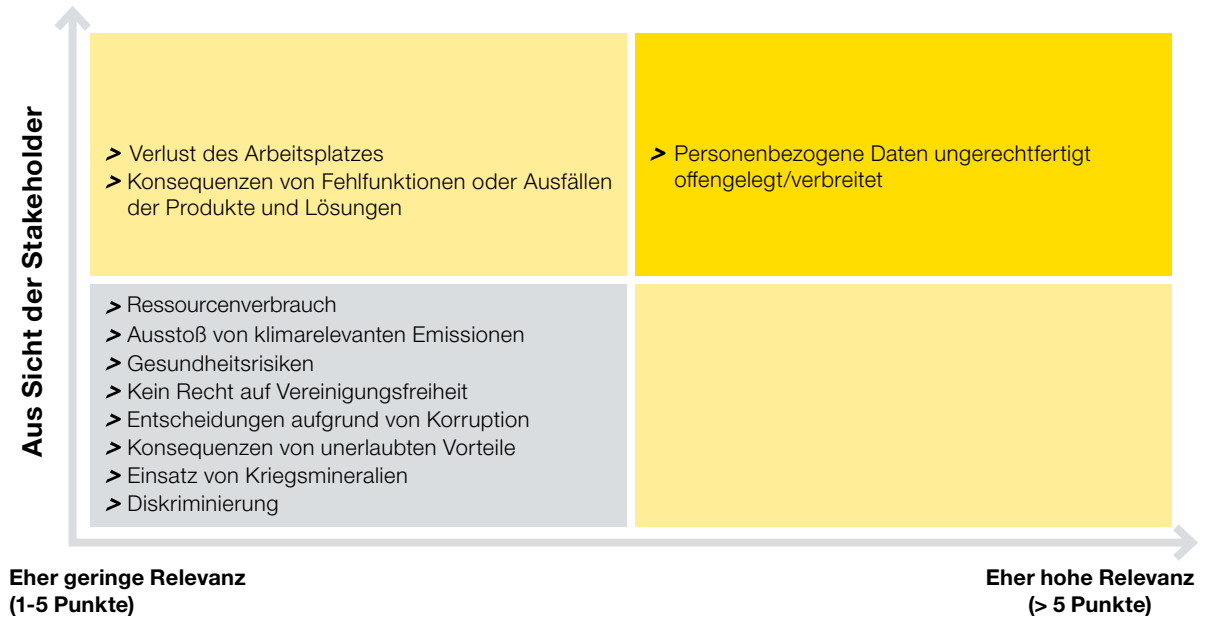 Aus Sicht der Stakeholder
> Verlust des Arbeitsplatzes
> Konsequenzen von Fehlfunktionen oder Ausfällen
der Produkte und Lösungen
> Personenbezogene Daten ungerechtfertigt
offengelegt/verbreitet
> Ressourcenverbrauch
> Ausstoß von klimarelevanten Emissionen
> Gesundheitsrisiken
> Kein Recht auf Vereinigungsfreiheit
> Entscheidungen aufgrund von Korruption
> Konsequenzen von unerlaubten Vorteile
> Einsatz von Kriegsmineralien
> Diskriminierung
Eher geringe Relevanz
(1-5 Punkte)
Eher hohe Relevanz
(> 5 Punkte)